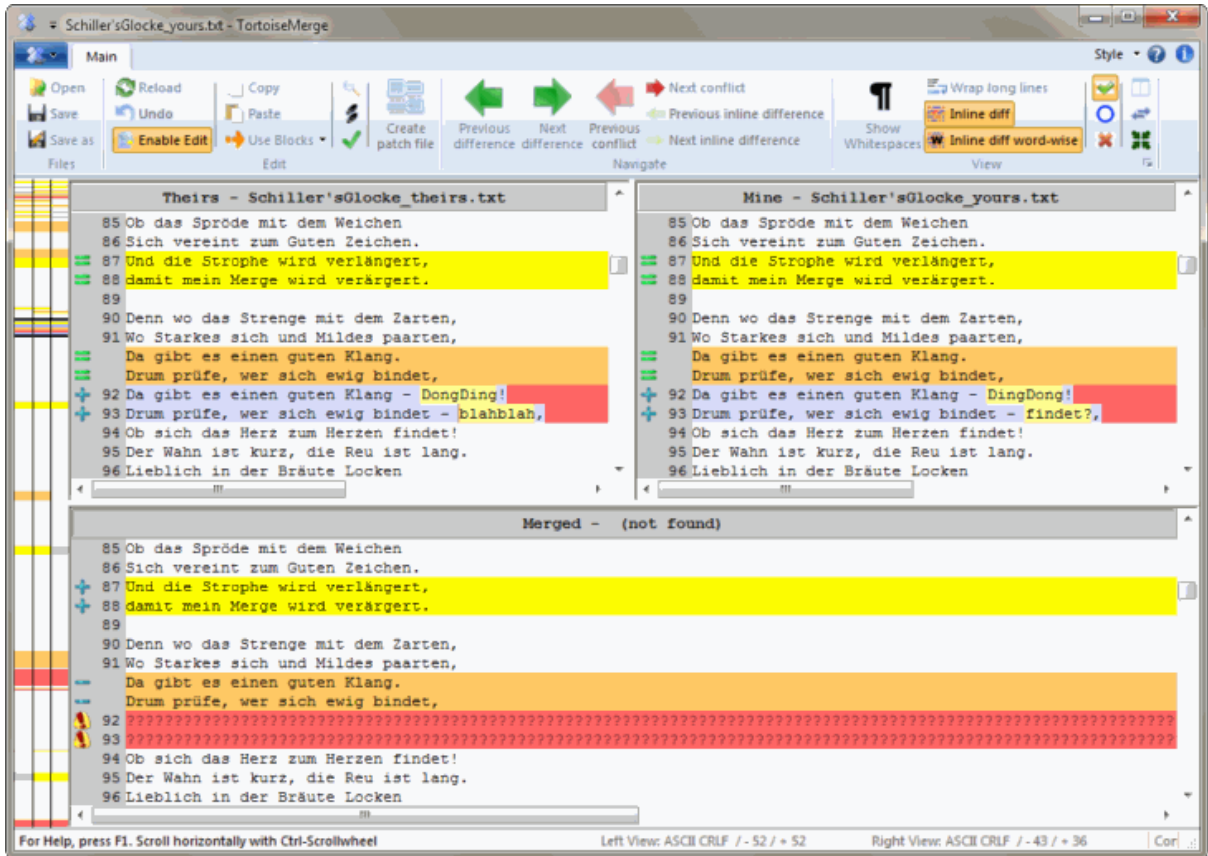 Schiller'sGlocke_yours.txt - TortoiseMerge
Main
Style
Open
Save
Save as
Files
Reload
Undo
Enable Edit
Copy
Paste
Use Blocks
Edit
Create patch file
Previous difference
Next difference
Previous conflict
Next conflict
Previous inline difference
Next inline difference
Navigate
Show Whitespaces
Wrap long lines
Inline diff
Inline diff word-wise
View
Theirs - Schiller'sGlocke_theirs.txt
85 Ob das Spröde mit dem Weichen
86 Sich vereint zum Guten Zeichen.
87 Und die Strophe wird verlängert,
88 damit mein Merge wird verärgert.
89
90 Denn wo das Strenge mit dem Zarten,
91 Wo Starkes sich und Mildes paarten,
Da gibt es einen guten Klang.
Drum prüfe, wer sich ewig bindet,
92 Da gibt es einen guten Klang - DongDing!
93 Drum prüfe, wer sich ewig bindet - blahblah,
94 Ob sich das Herz zum Herzen findet!
95 Der Wahn ist kurz, die Reu ist lang.
96 Lieblich in der Bräute Locken
Mine - Schiller'sGlocke_yours.txt
85 Ob das Spröde mit dem Weichen
86 Sich vereint zum Guten Zeichen.
87 Und die Strophe wird verlängert,
88 damit mein Merge wird verärgert.
89
90 Denn wo das Strenge mit dem Zarten,
91 Wo Starkes sich und Mildes paarten,
Da gibt es einen guten Klang.
Drum prüfe, wer sich ewig bindet,
92 Da gibt es einen guten Klang - DingDong!
93 Drum prüfe, wer sich ewig bindet - findet?,
94 Ob sich das Herz zum Herzen findet!
95 Der Wahn ist kurz, die Reu ist lang.
96 Lieblich in der Bräute Locken
Merged - (not found)
85 Ob das Spröde mit dem Weichen
86 Sich vereint zum Guten Zeichen.
87 Und die Strophe wird verlängert,
88 damit mein Merge wird verärgert.
89
90 Denn wo das Strenge mit dem Zarten,
91 Wo Starkes sich und Mildes paarten,
Da gibt es einen guten Klang.
Drum prüfe, wer sich ewig bindet,
92
93
94 Ob sich das Herz zum Herzen findet!
95 Der Wahn ist kurz, die Reu ist lang.
96 Lieblich in der Bräute Locken
For Help, press F1. Scroll horizontally with Ctrl-Scrollwheel
Left View: ASCII CRLF / - 52 / + 52
Right View: ASCII CRLF / - 43 / + 36